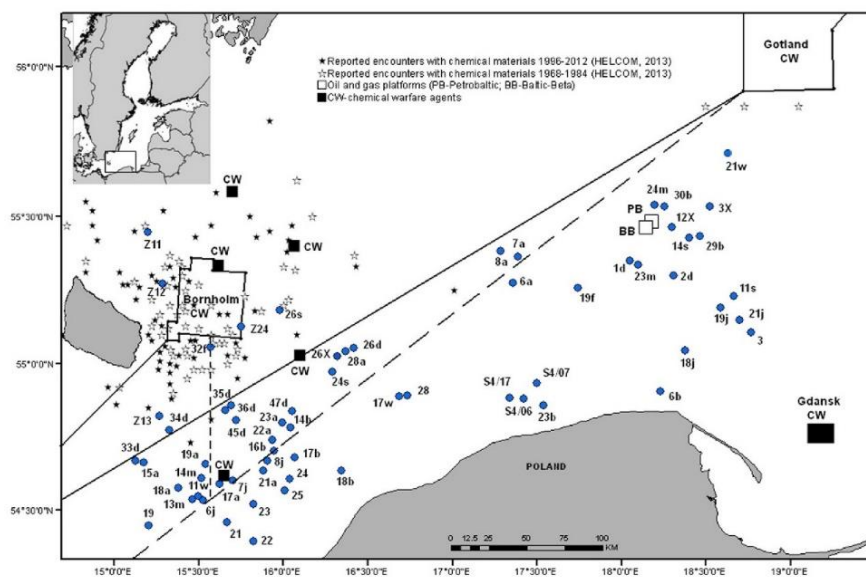 Gotland
CW
★Reported encounters with chemical materials 1996-2012 (HELCOM, 2013)
☆Reported encounters with chemical materials 1968-1984 (HELCOM, 2013)
Oil and gas platforms (PB-Petrobaltic; BB-Baltic-Beta)
CW-chemical warfare agents
56°0'0"N
55°30'0"N
55°0'0"N
54°30'0"N
21w
CW
24m
30b
PB
12X
3X
BB
Z11
CW
7a
14s
29b
CW
8a
1d
23m
2d
Z12
Bornholm
CW
26s
6a
19f
11s
Z24
19j
21j
32f
26X
26d
3
28a
CW
18j
24s
S4/17
S4/07
35d
17w
28
6b
36d
47d
S4/06
23b
Gdansk
CW
Z13
34d
23a
14b
45d
22a
33d
19a
16b
CW
8j
17b
15a
14m
POLAND
18a
11w
7j
21a
24
18b
17a
13m
25
6j
23
19
21
22
0
12.5
25
50
75
100
KM
15°0'0"E
15°30'0"E
16°0'0"E
16°30'0"E
17°0'0"E
17°30'0"E
18°0'0"E
18°30'0"E
19°0'0"E